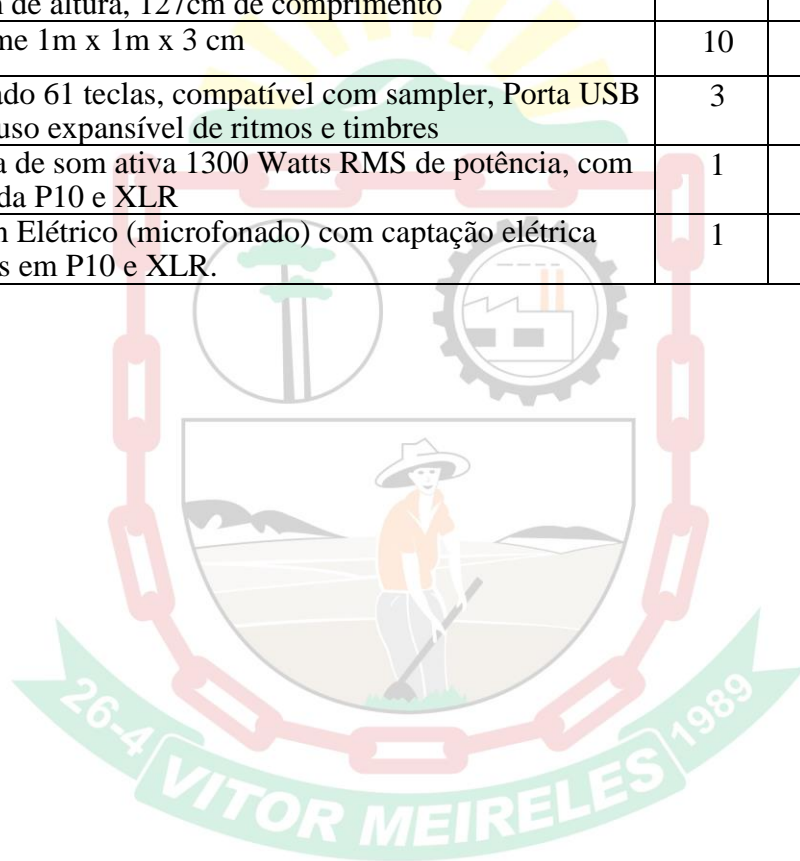 de altura, 127cm de comprimento
me 1m x 1m x 3 cm
10
ado 61 teclas, compatível com sampler, Porta USB
3
uso expansível de ritmos e timbres
a de som ativa 1300 Watts RMS de potência, com
1
da P10 e XLR
n Elétrico (microfonado) com captação elétrica
1
s em P10 e XLR.
26-4
VITOR MEIRELES
1989